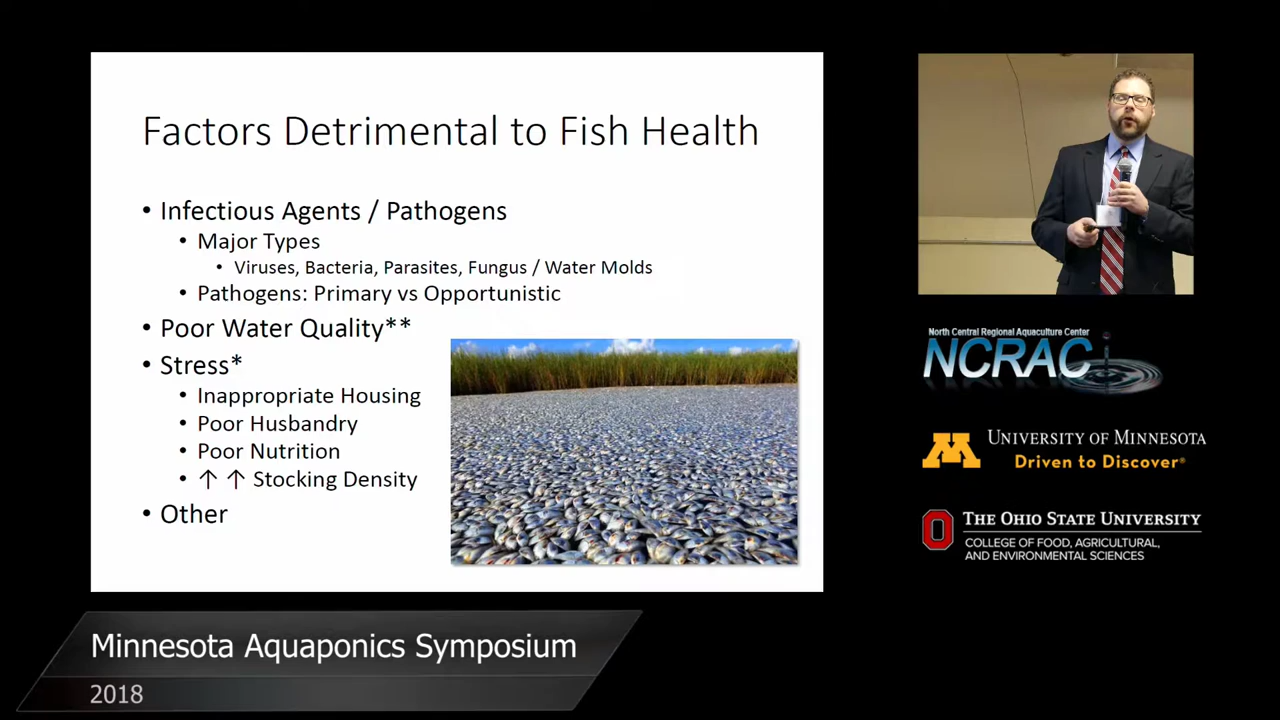 Factors Detrimental to Fish Health
• Infectious Agents / Pathogens
• Major Types
• Viruses, Bacteria, Parasites, Fungus / Water Molds
• Pathogens: Primary vs Opportunistic
• Poor Water Quality**
• Stress*
• Inappropriate Housing
• Poor Husbandry
• Poor Nutrition
• ↑ ↑ Stocking Density
• Other
North Central Regional Aquaculture Center
NCRAC
M
UNIVERSITY OF MINNESOTA
Driven to Discover®
THE OHIO STATE UNIVERSITY
COLLEGE OF FOOD, AGRICULTURAL,
AND ENVIRONMENTAL SCIENCES
Minnesota Aquaponics Symposium
2018